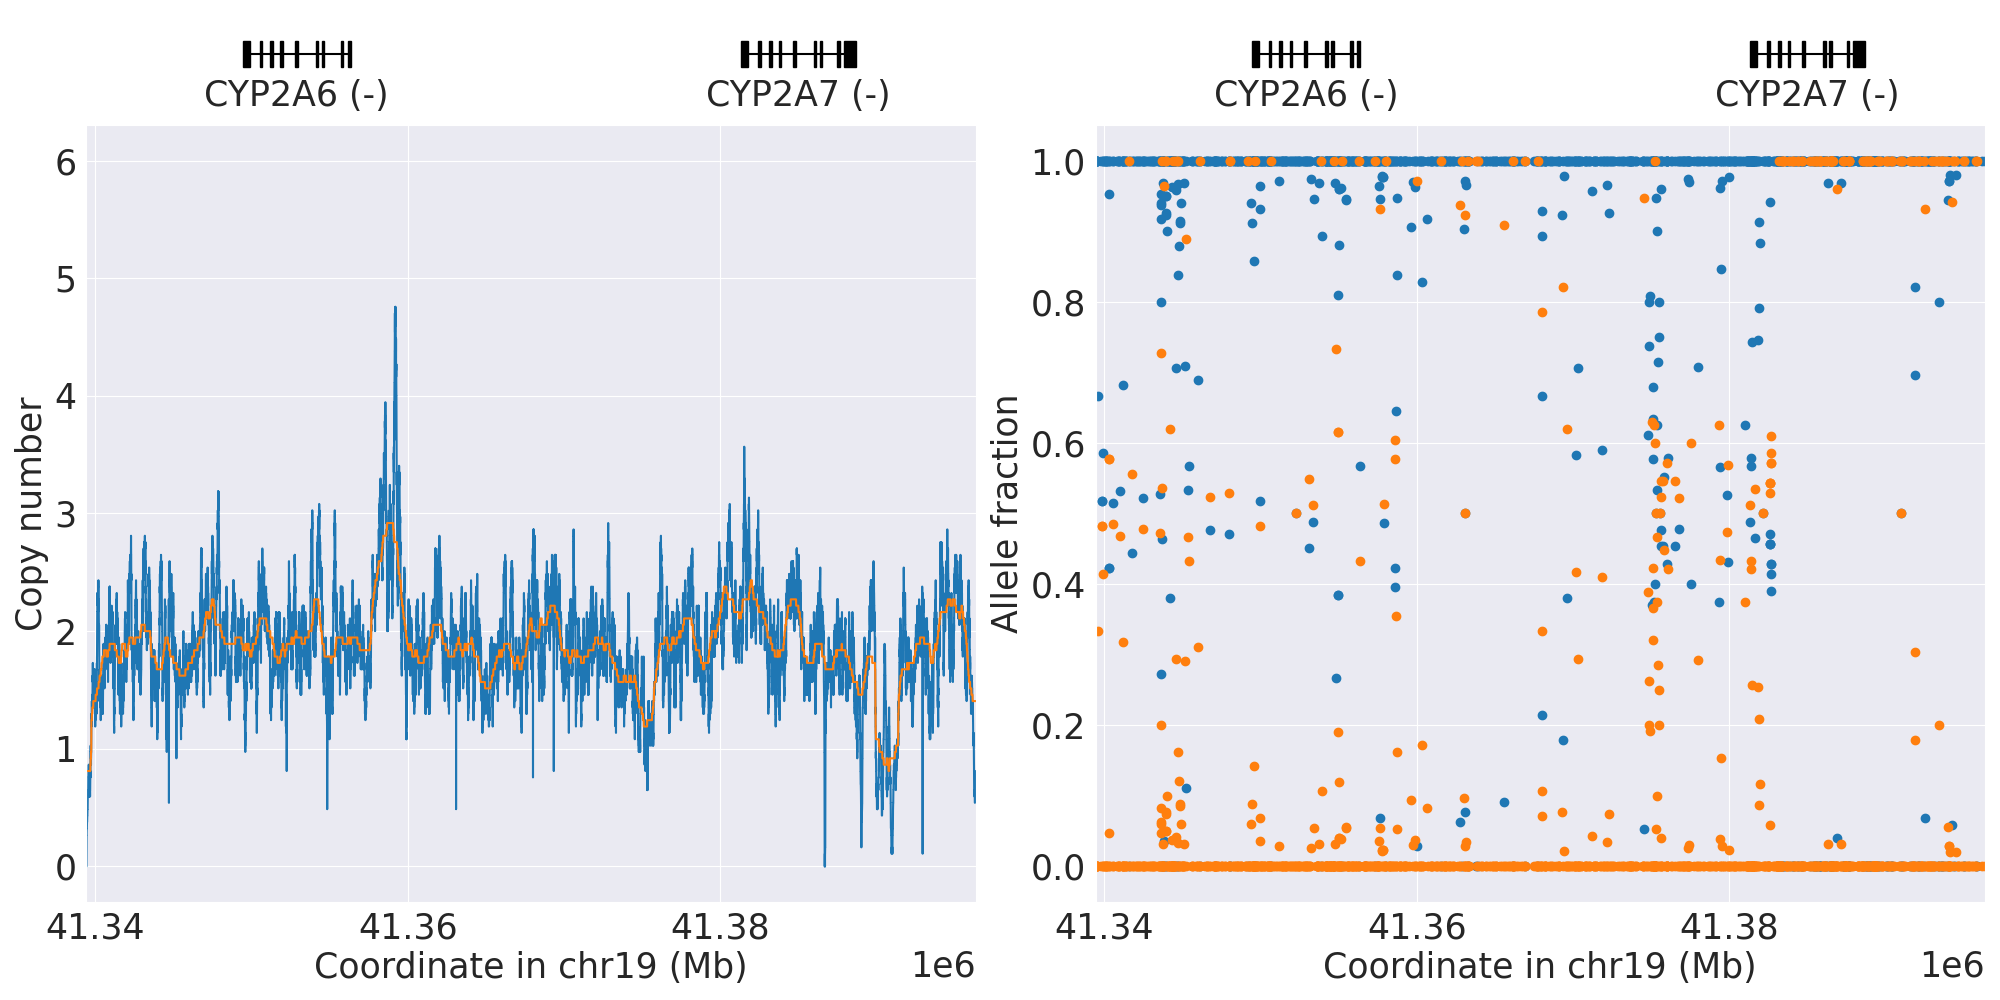 CYP2A6 (-)
CYP2A7 (-)
6
5
4
3
2
1
0
Copy number
41.34
41.36
41.38
Coordinate in chr19 (Mb)
1e6
CYP2A6 (-)
CYP2A7 (-)
1.0
0.8
0.6
0.4
0.2
0.0
Allele fraction
41.34
41.36
41.38
Coordinate in chr19 (Mb)
1e6